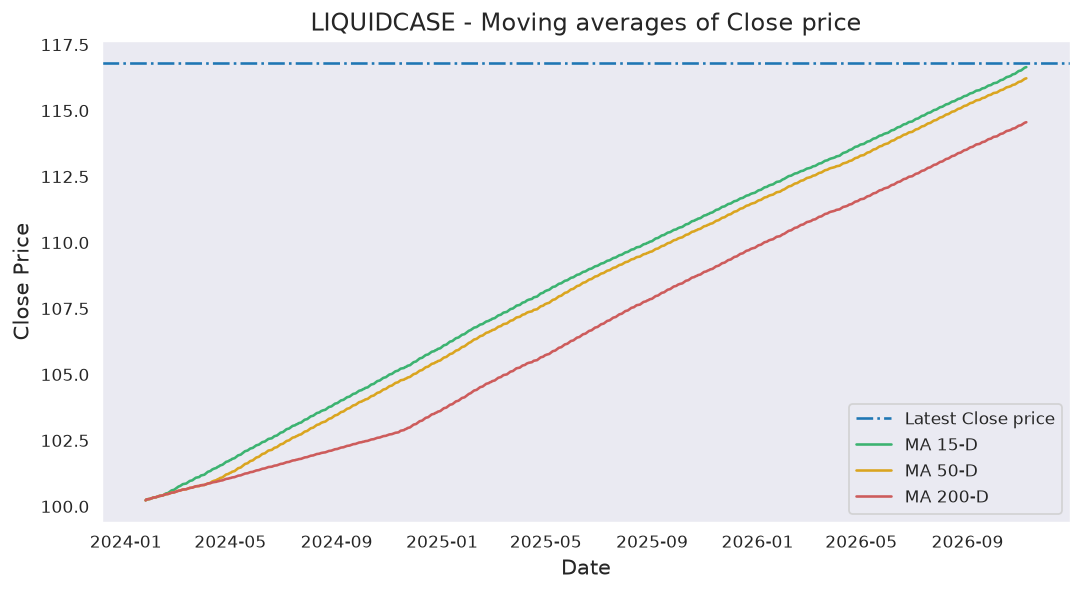 LIQUIDCASE - Moving averages of Close price
117.5
115.0
112.5
110.0
107.5
105.0
102.5
100.0
Close Price
2024-01 2024-05 2024-09 2025-01 2025-05 2025-09 2026-01 2026-05 2026-09
Date
Latest Close price
MA 15-D
MA 50-D
MA 200-D